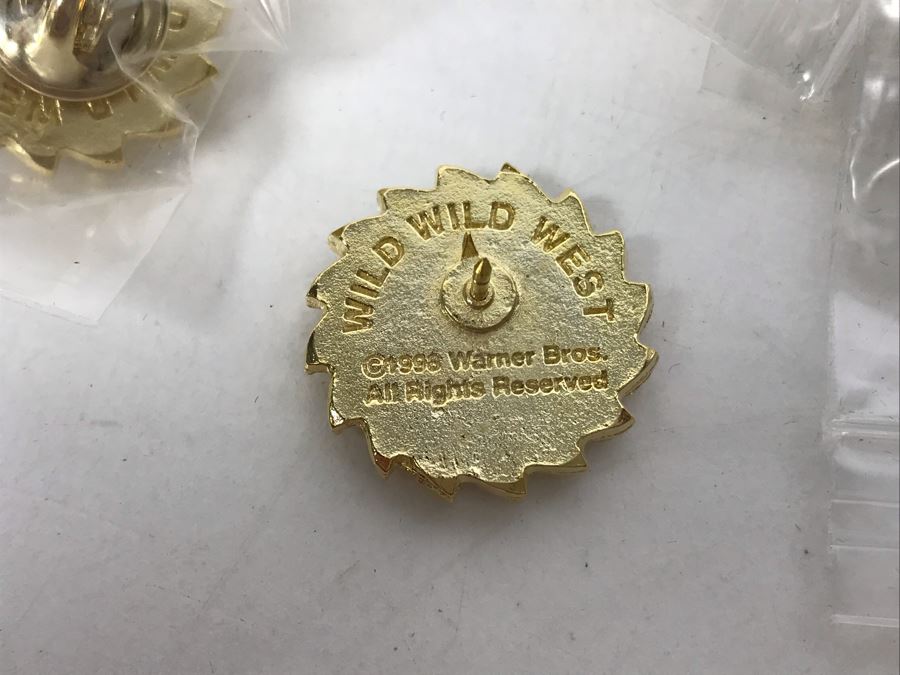 WILD WILD WEST
©1998 Warner Bros.
All Rights Reserved